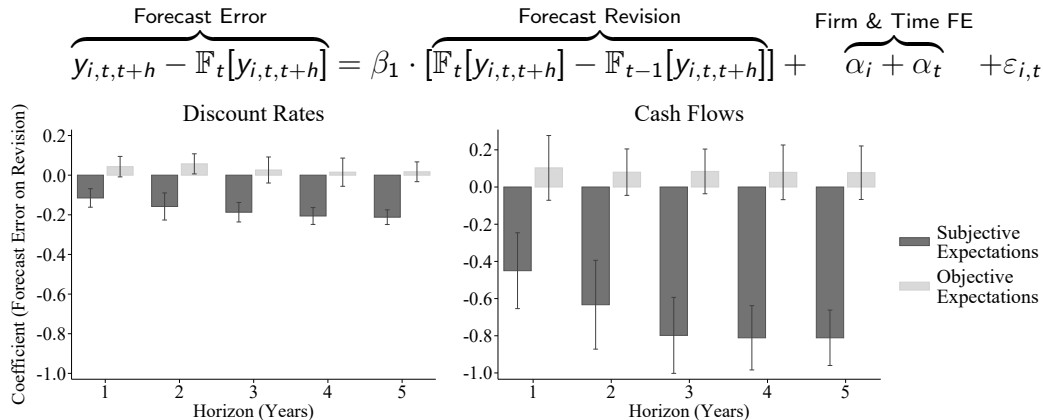 Forecast Error Forecast Revision Firm & Time FE
y_{i,t,t+h} − 𝔽_t[y_{i,t,t+h}] = β_1 · [𝔽_t[y_{i,t,t+h}] − 𝔽_{t−1}[y_{i,t,t+h}]] + α_i + α_t +ε_{i,t}
Discount Rates
Cash Flows
Coefficient (Forecast Error on Revision)
0.2
0.0
-0.2
-0.4
-0.6
-0.8
-1.0
1 2 3 4 5
Horizon (Years)
0.2
0.0
-0.2
-0.4
-0.6
-0.8
-1.0
1 2 3 4 5
Horizon (Years)
Subjective
Expectations
Objective
Expectations